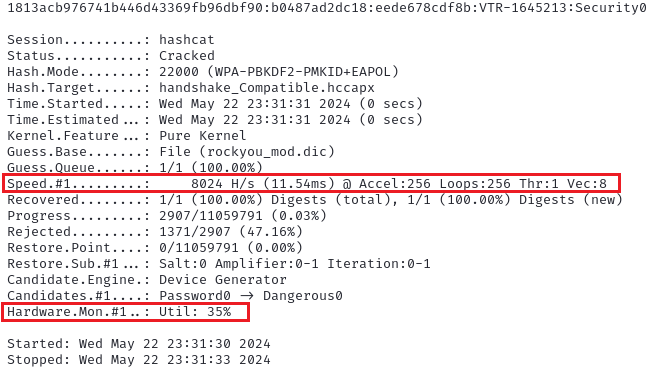 1813acb976741b446d43369fb96dbf90:b0487ad2dc18:eede678cdf8b:VTR-1645213:Security0
Session..........: hashcat
Status...........: Cracked
Hash.Mode........: 22000 (WPA-PBKDF2-PMKID+EAPOL)
Hash.Target......: handshake_Compatible.hccapx
Time.Started.....: Wed May 22 23:31:31 2024 (0 secs)
Time.Estimated...: Wed May 22 23:31:31 2024 (0 secs)
Kernel.Feature...: Pure Kernel
Guess.Base.......: File (rockyou_mod.dic)
Guess.Queue......: 1/1 (100.00%)
Speed.#1.........:     8024 H/s (11.54ms) @ Accel:256 Loops:256 Thr:1 Vec:8
Recovered........: 1/1 (100.00%) Digests (total), 1/1 (100.00%) Digests (new)
Progress.........: 2907/11059791 (0.03%)
Rejected.........: 1371/2907 (47.16%)
Restore.Point....: 0/11059791 (0.00%)
Restore.Sub.#1...: Salt:0 Amplifier:0-1 Iteration:0-1
Candidate.Engine.: Device Generator
Candidates.#1....: Password0 -> Dangerous0
Hardware.Mon.#1..: Util: 35%
Started: Wed May 22 23:31:30 2024
Stopped: Wed May 22 23:31:33 2024